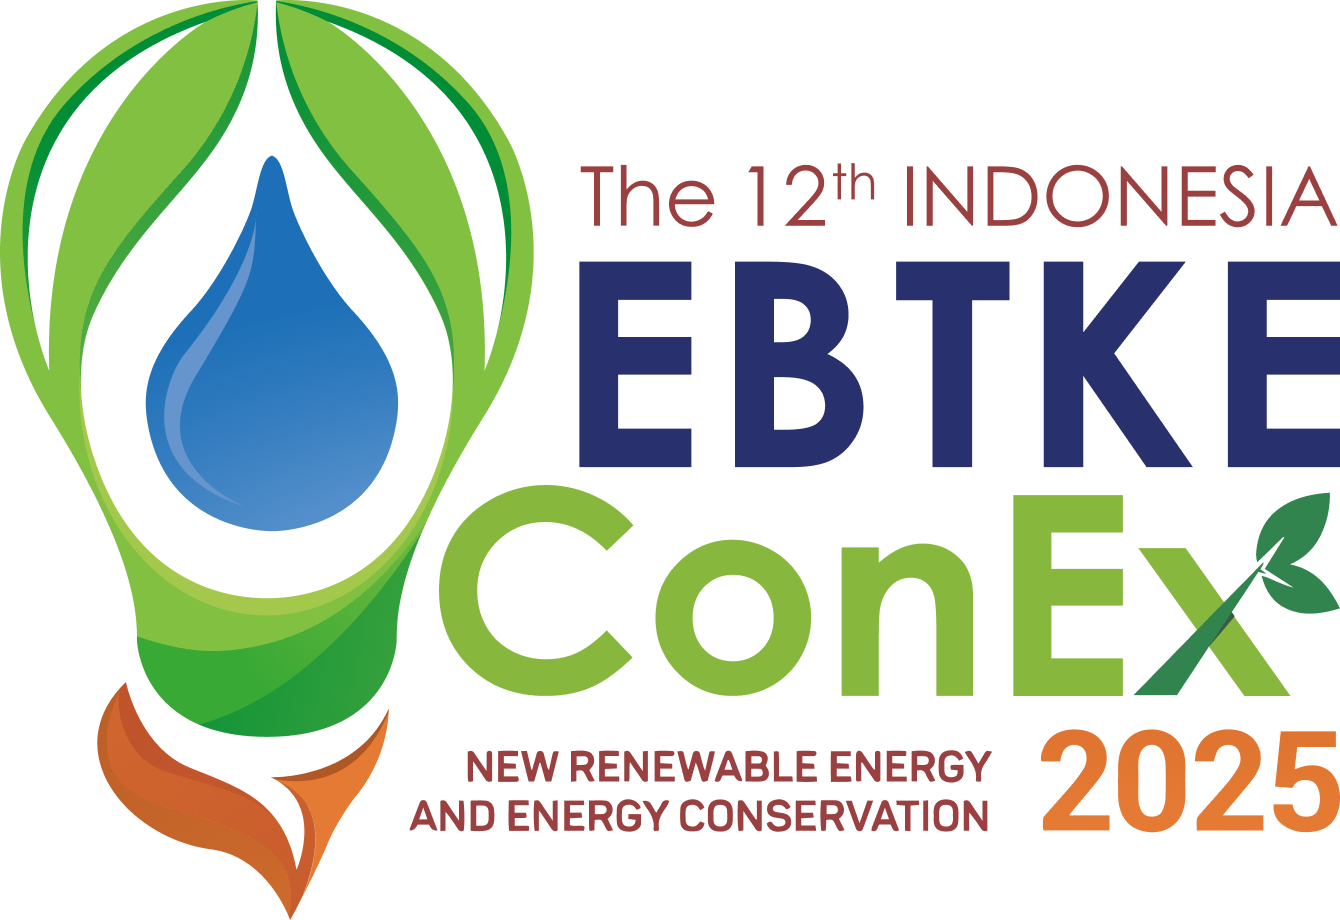 The 12th INDONESIA
EBTKE
ConEx
NEW RENEWABLE ENERGY
AND ENERGY CONSERVATION
2025